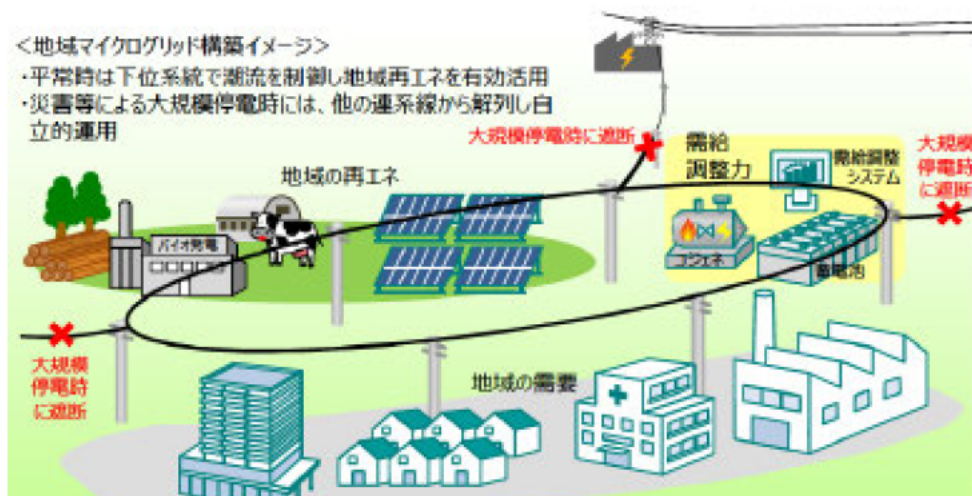 ＜地域マイクログリッド構築イメージ＞
・平常時は下位系統で潮流を制御し地域再エネを有効活用
・災害等による大規模停電時には、他の連系線から解列し自
立的運用
大規模停電時に遮断
需給
調整力
需給調整
システム
大規模
停電時
に遮断
地域の再エネ
バイオ発電
コジェネ
蓄電池
大規模
停電時
に遮断
地域の需要